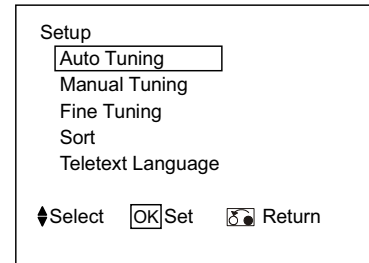 Setup
Auto Tuning
Manual Tuning
Fine Tuning
Sort
Teletext Language
Select OK Set Return